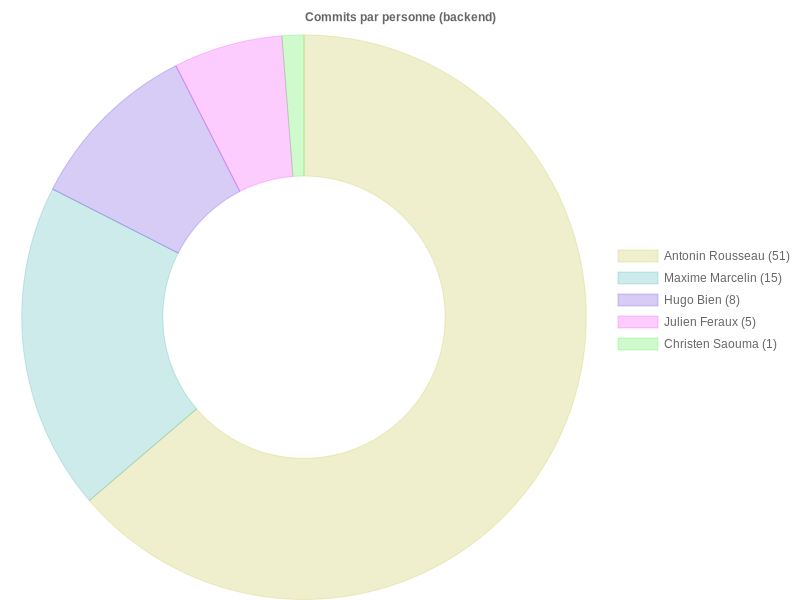 Commits par personne (backend)
Antonin Rousseau (51)
Maxime Marcelin (15)
Hugo Bien (8)
Julien Feraux (5)
Christen Saouma (1)